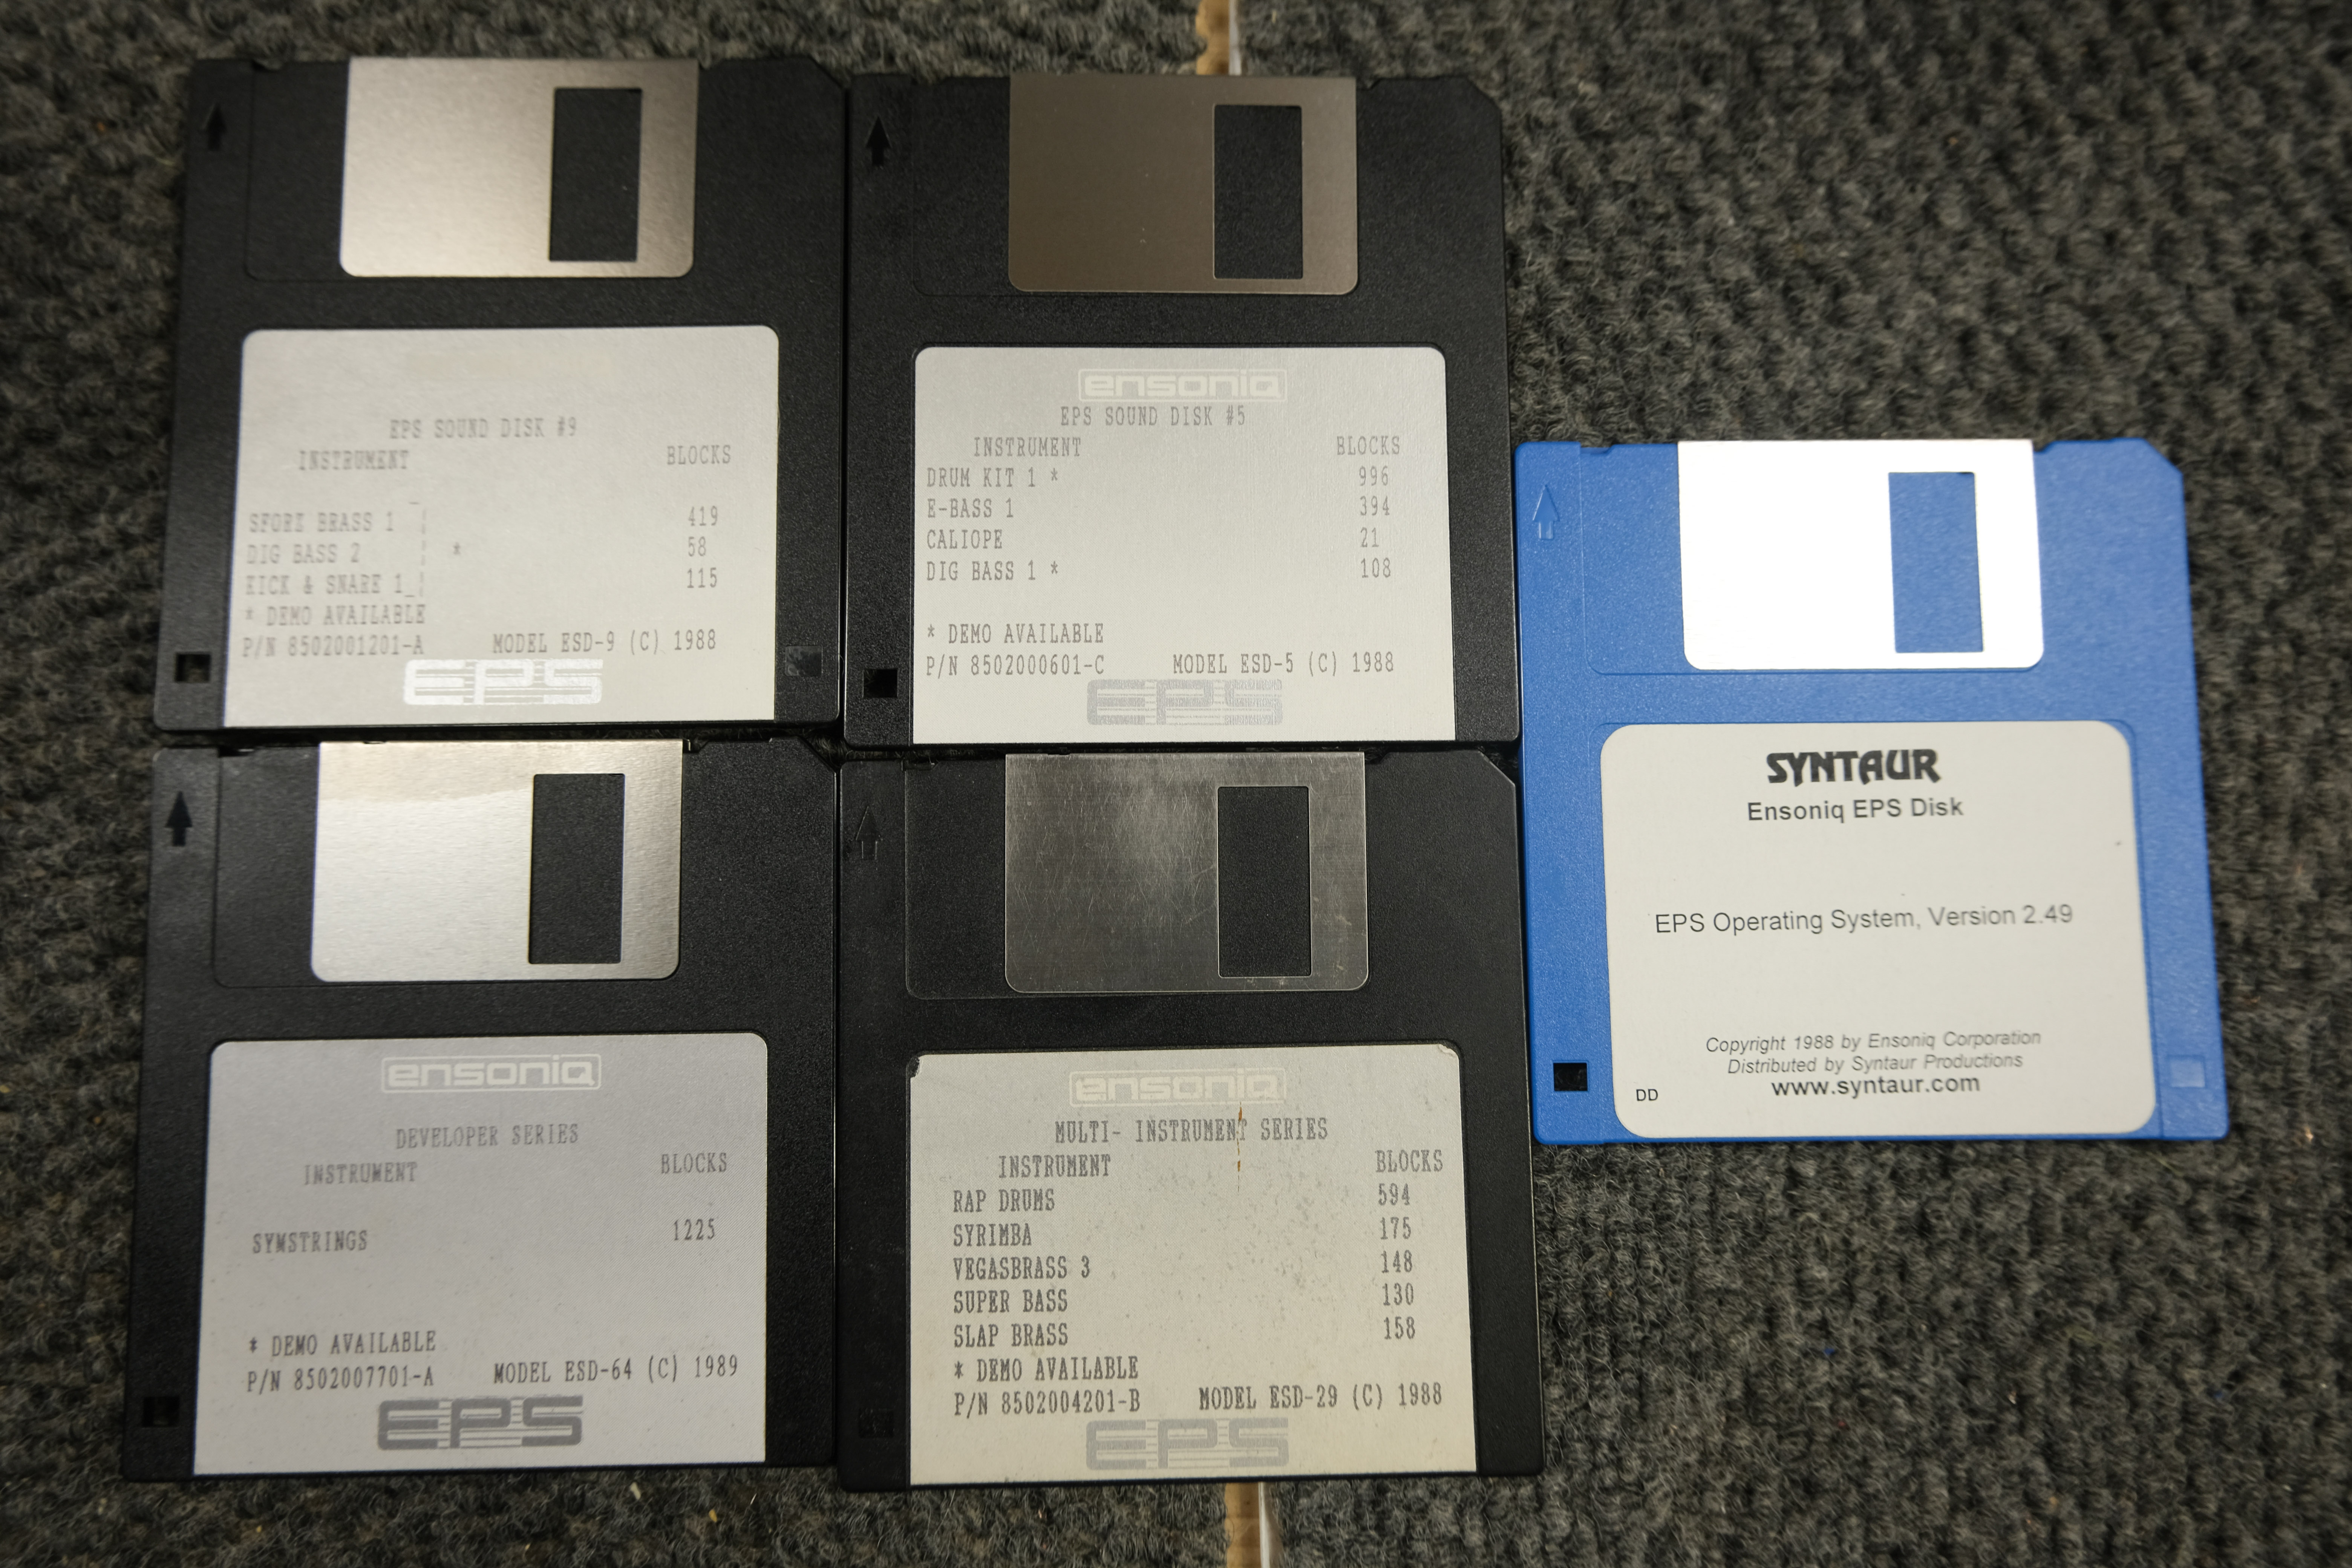 EPS SOUND DISK #9
INSTRUMENT BLOCKS
SFORZ BRASS 1 419
DIG BASS 2 * 58
KICK & SNARE 1 115
* DEMO AVAILABLE
P/N 8502001201-A MODEL ESD-9 (C) 1988
EPS
ensoniq
EPS SOUND DISK #5
INSTRUMENT BLOCKS
DRUM KIT 1 * 996
E-BASS 1 394
CALIOPE 21
DIG BASS 1 * 108
* DEMO AVAILABLE
P/N 8502000601-C MODEL ESD-5 (C) 1988
EPS
SYNTAUR
Ensoniq EPS Disk
EPS Operating System, Version 2.49
Copyright 1988 by Ensoniq Corporation
Distributed by Syntaur Productions
www.syntaur.com
DD
ensoniq
DEVELOPER SERIES
INSTRUMENT BLOCKS
SYMSTRINGS 1225
* DEMO AVAILABLE
P/N 8502007701-A MODEL ESD-64 (C) 1989
EPS
ensoniq
MULTI- INSTRUMENT SERIES
INSTRUMENT BLOCKS
RAP DRUMS 594
SYRIMBA 175
VEGASBRASS 3 148
SUPER BASS 130
SLAP BRASS 158
* DEMO AVAILABLE
P/N 8502004201-B MODEL ESD-29 (C) 1988
EPS